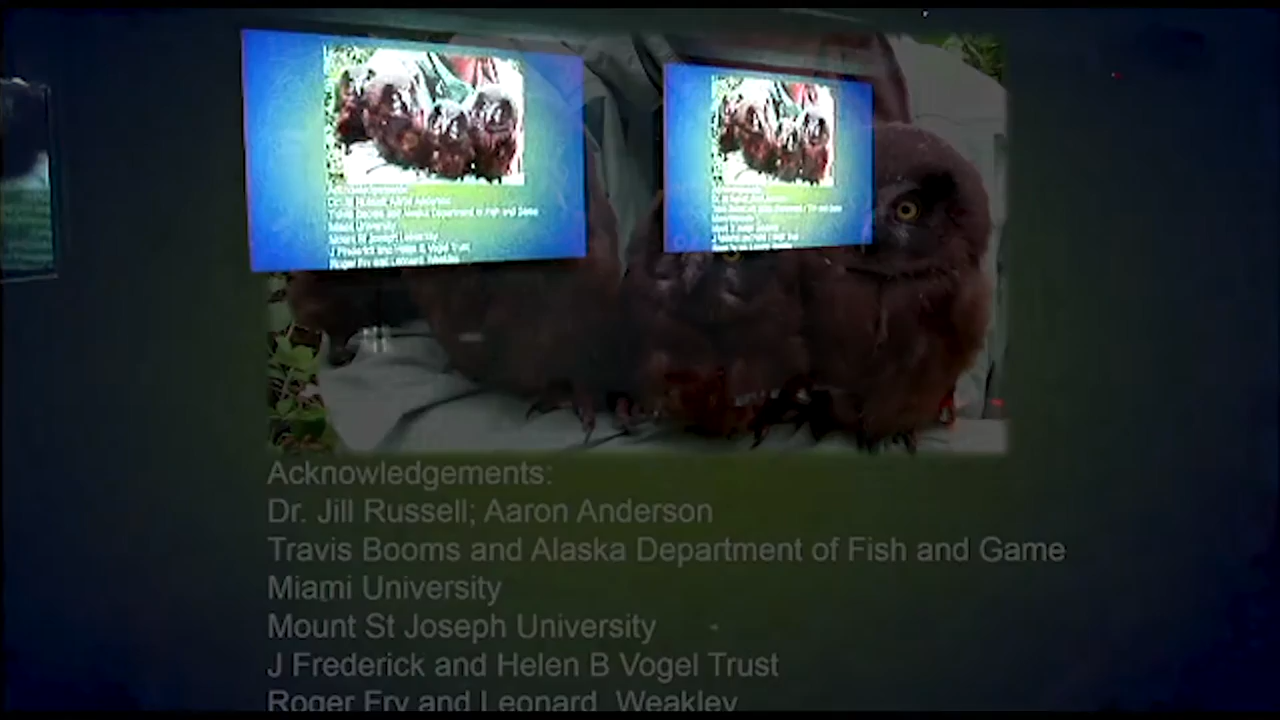 Acknowledgements:
Dr. Jill Russell; Aaron Anderson
Travis Booms and Alaska Department of Fish and Game
Miami University
Mount St Joseph University
J Frederick and Helen B Vogel Trust
Roger Fry and Leonard Weakley